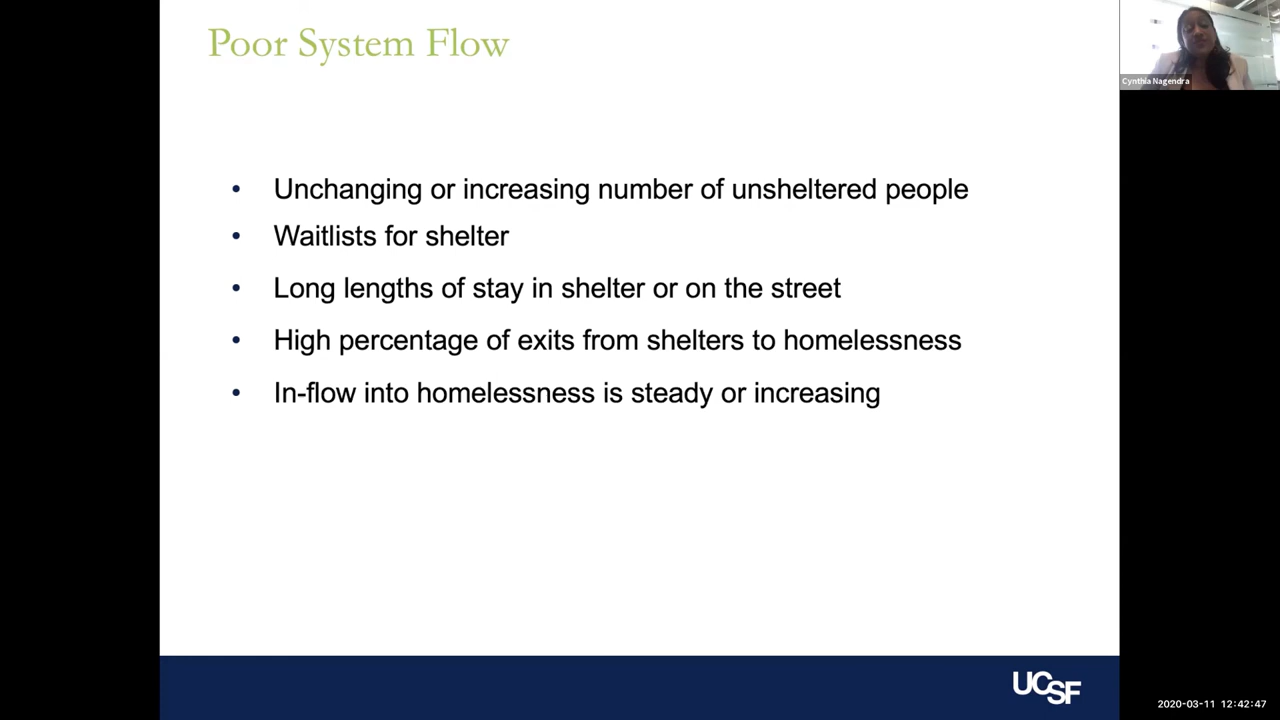 Poor System Flow
Cynthia Nagendra
• Unchanging or increasing number of unsheltered people
• Waitlists for shelter
• Long lengths of stay in shelter or on the street
• High percentage of exits from shelters to homelessness
• In-flow into homelessness is steady or increasing
UCSF
2020-03-11 12:42:47